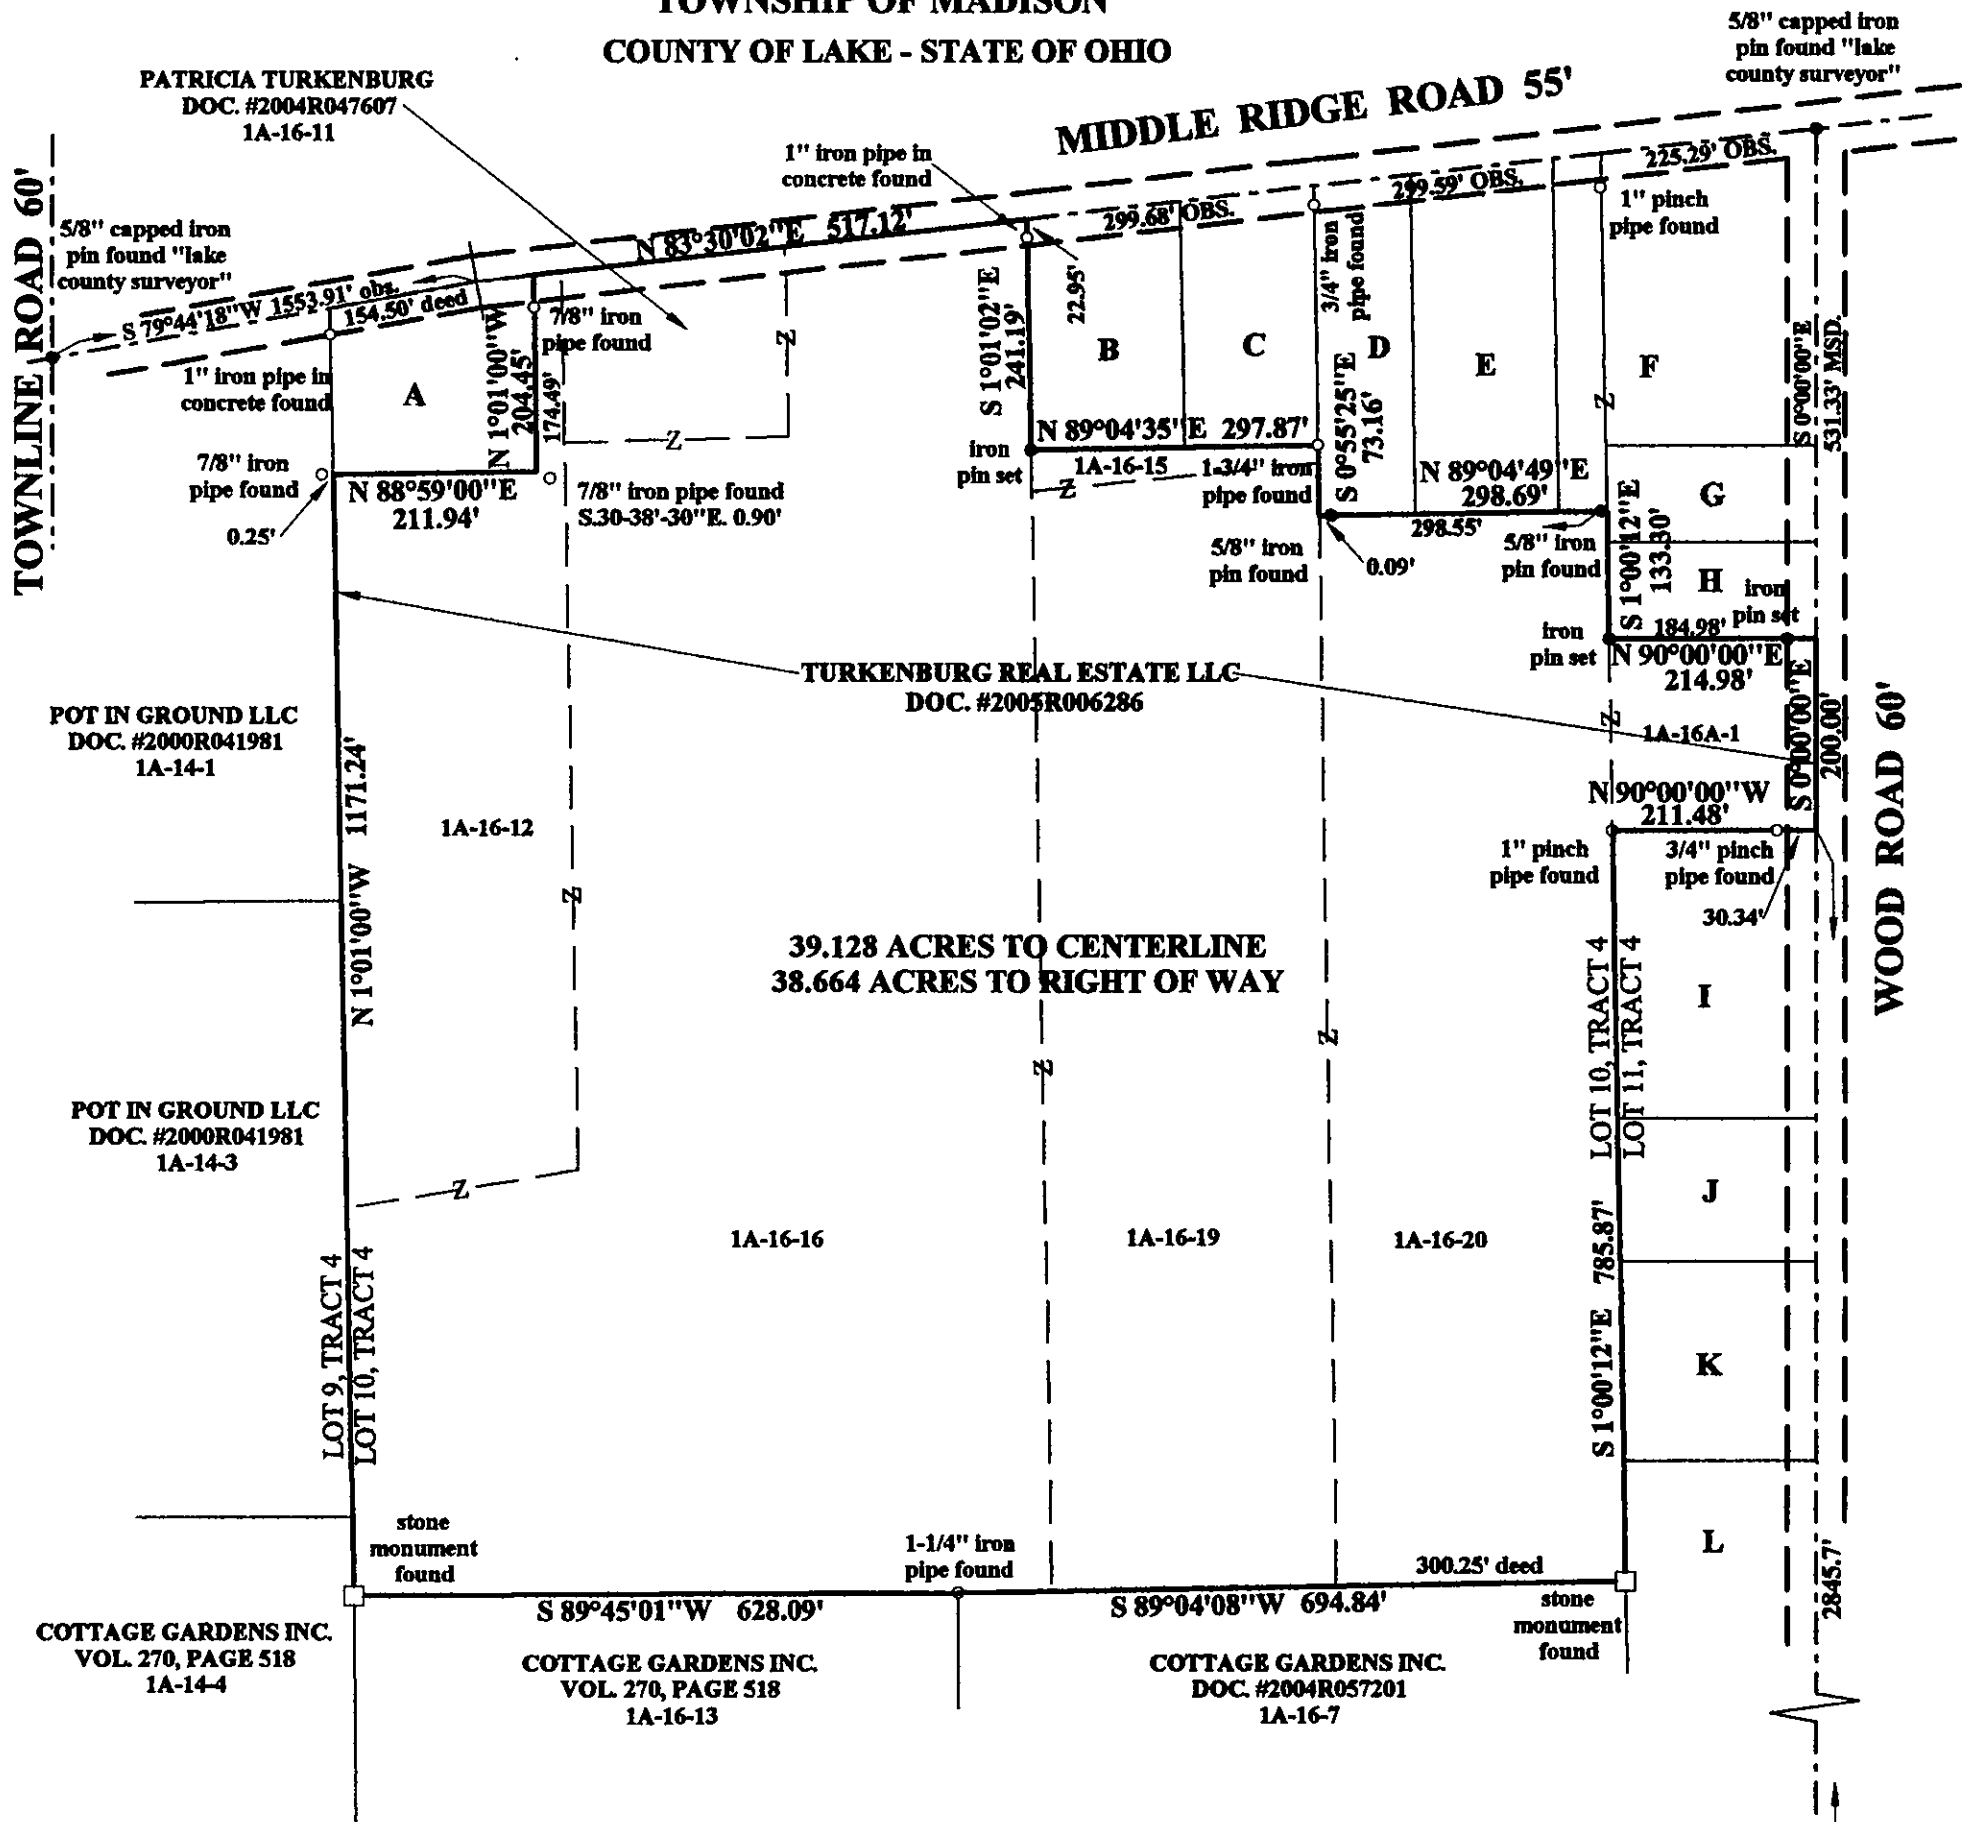 TOWNSHIP OF MADISON
COUNTY OF LAKE - STATE OF OHIO
5/8" capped iron
pin found "lake
county surveyor"
PATRICIA TURKENBURG
DOC. #2004R047607
1A-16-11
MIDDLE RIDGE ROAD 55'
1" iron pipe in
concrete found
225.29' OBS.
299.59' OBS.
299.68' OBS.
1" pinch
pipe found
TOWNLINE ROAD 60'
5/8" capped iron
pin found "lake
county surveyor"
N 83°30'02"E 517.12'
S 79°44'18"W 1553.91' obs.
154.50' deed
7/8" iron
pipe found
1" iron pipe in
concrete found
A
N 1°01'00"W
204.45'
174.49'
Z
Z
S 1°01'02"E
241.19'
22.95'
B
C
3/4" iron
pipe found
D
E
F
Z
S 0°00'00"E
531.33' MSD.
N 89°04'35"E 297.87'
S 0°55'25"E
73.16'
iron
pin set
1A-16-15
Z
1-3/4" iron
pipe found
N 89°04'49"E
298.69'
298.55'
G
7/8" iron
pipe found
N 88°59'00"E
211.94'
0.25'
7/8" iron pipe found
S.30-38'-30"E. 0.90'
5/8" iron
pin found
0.09'
5/8" iron
pin found
S 1°00'12"E
133.30'
H
iron
pin set
184.98'
iron
pin set
N 90°00'00"E
214.98'
TURKENBURG REAL ESTATE LLC
DOC. #2005R006286
Z
1A-16A-1
S 0°00'00"E
200.00'
WOOD ROAD 60'
POT IN GROUND LLC
DOC. #2000R041981
1A-14-1
N 1°01'00"W 1171.24'
1A-16-12
N 90°00'00"W
211.48'
1" pinch
pipe found
3/4" pinch
pipe found
30.34'
Z
39.128 ACRES TO CENTERLINE
38.664 ACRES TO RIGHT OF WAY
LOT 10, TRACT 4
LOT 11, TRACT 4
I
Z
Z
POT IN GROUND LLC
DOC. #2000R041981
1A-14-3
Z
J
1A-16-16
1A-16-19
1A-16-20
S 1°00'12"E 785.87'
LOT 9, TRACT 4
LOT 10, TRACT 4
K
stone
monument
found
1-1/4" iron
pipe found
300.25' deed
L
2845.7'
S 89°45'01"W 628.09'
S 89°04'08"W 694.84'
stone
monument
found
COTTAGE GARDENS INC.
VOL. 270, PAGE 518
1A-14-4
COTTAGE GARDENS INC.
VOL. 270, PAGE 518
1A-16-13
COTTAGE GARDENS INC.
DOC. #2004R057201
1A-16-7